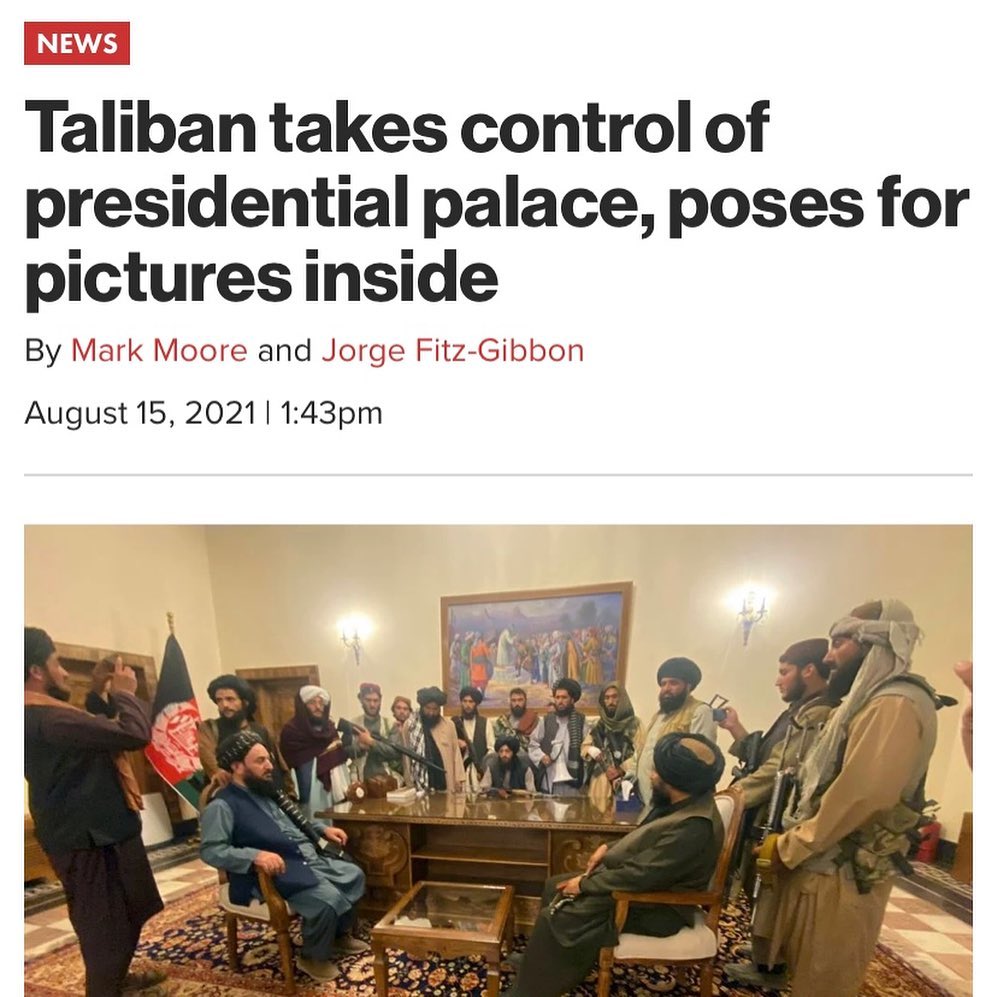 NEWS
Taliban takes control of
presidential palace, poses for
pictures inside
By Mark Moore and Jorge Fitz-Gibbon
August 15, 2021 | 1:43pm